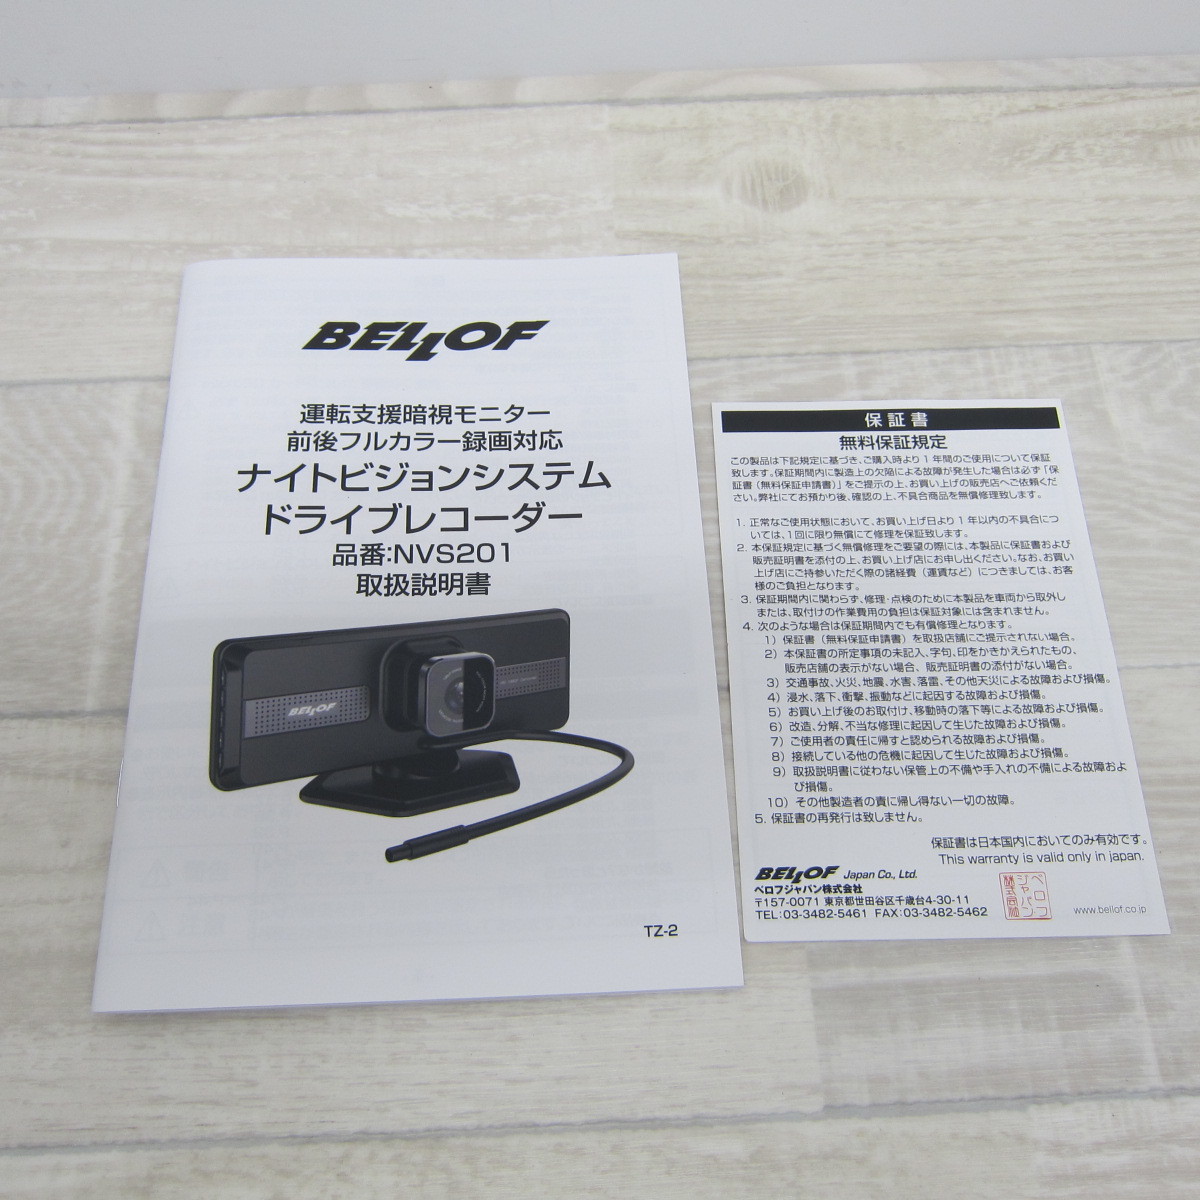 BELLOF
運転支援暗視モニター
前後フルカラー録画対応
ナイトビジョンシステム
ドライブレコーダー
品番:NVS201
取扱説明書
BELLOF
TZ-2
保証書
無料保証規定
この製品は下記規定に基づき、ご購入時より1年間のご使用について保証
致します。保証期間内に製造上の欠陥による故障が発生した場合は必ず「保
証書(無料保証申請書)」をご提示の上、お買い上げの販売店へご依頼くだ
さい。弊社にてお預かり後、確認の上、不具合商品を無償修理致します。
1. 正常なご使用状態において、お買い上げ日より1年以内の不具合につ
いては、1回に限り無償にて修理を保証致します。
2. 本保証規定に基づく無償修理をご要望の際には、本製品に保証書および
販売証明書を添付の上、お買い上げ店にお申し出ください。なお、お買い
上げ店にご持参いただく際の諸経費(運賃など)につきましては、お客
様のご負担となります。
3. 保証期間内に関わらず、修理・点検のために本製品を車両から取外し
または、取付けの作業費用の負担は保証対象には含まれません。
4. 次のような場合は保証期間内でも有償修理となります。
1) 保証書(無料保証申請書)を取扱店舗にご提示されない場合。
2) 本保証書の所定事項の未記入、字句、印をかきかえられたもの、
販売店舗の表示がない場合、販売証明書の添付がない場合。
3) 交通事故、火災、地震、水害、落雷、その他天災による故障および損傷。
4) 浸水、落下、衝撃、振動などに起因する故障および損傷。
5) お買い上げ後のお取付け、移動時の落下等による故障および損傷。
6) 改造、分解、不当な修理に起因して生じた故障および損傷。
7) ご使用者の責任に帰すと認められる故障および損傷。
8) 接続している他の危機に起因して生じた故障および損傷。
9) 取扱説明書に従わない保管上の不備や手入れの不備による故障およ
び損傷。
10) その他製造者の責に帰し得ない一切の故障。
5. 保証書の再発行は致しません。
保証書は日本国内においてのみ有効です。
This warranty is valid only in japan.
BELLOF Japan Co., Ltd.
ベロフジャパン株式会社
〒157-0071 東京都世田谷区千歳台4-30-11
TEL:03-3482-5461 FAX:03-3482-5462
ベロフ
ジャパン
株式会社
www.bellof.co.jp